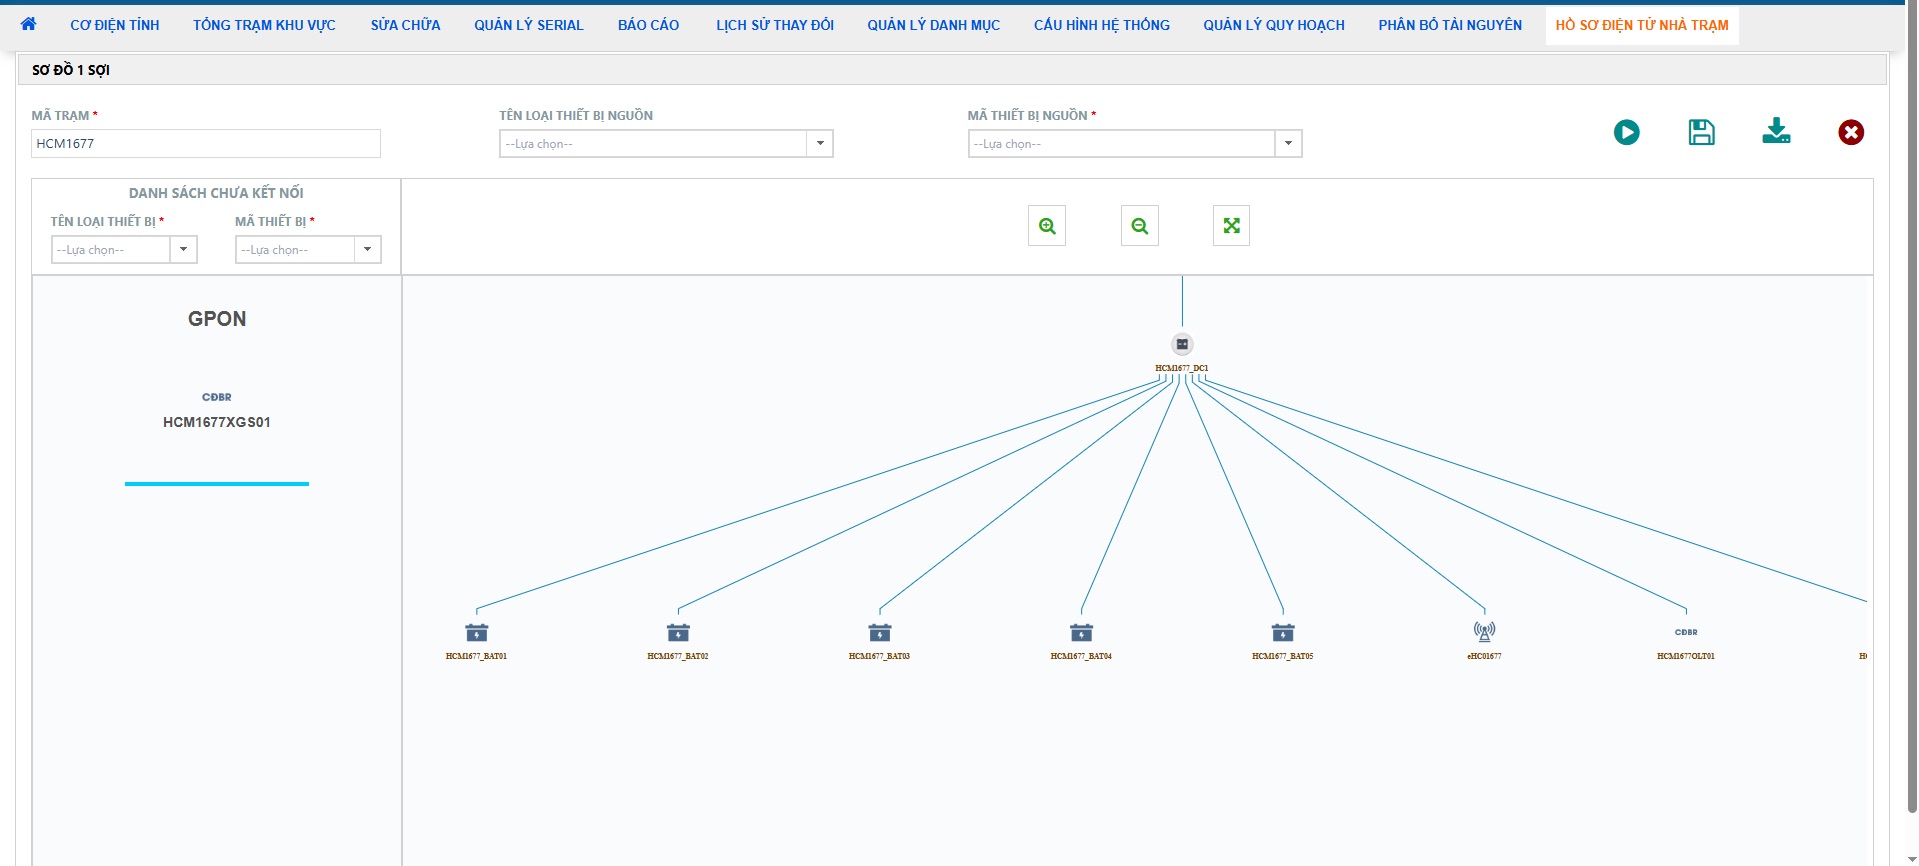 CƠ ĐIỆN TỈNH TỔNG TRẠM KHU VỰC SỬA CHỮA QUẢN LÝ SERIAL BÁO CÁO LỊCH SỬ THAY ĐỔI QUẢN LÝ DANH MỤC CẤU HÌNH HỆ THỐNG QUẢN LÝ QUY HOẠCH PHÂN BỔ TÀI NGUYÊN HỒ SƠ ĐIỆN TỬ NHÀ TRẠM
SƠ ĐỒ 1 SỢI
MÃ TRẠM * TÊN LOẠI THIẾT BỊ NGUỒN MÃ THIẾT BỊ NGUỒN *
HCM1677 --Lựa chọn-- --Lựa chọn--
DANH SÁCH CHƯA KẾT NỐI
TÊN LOẠI THIẾT BỊ * MÃ THIẾT BỊ *
--Lựa chọn-- --Lựa chọn--
GPON
CĐBR
HCM1677XGS01
HCM1677_DC1
CĐBR
HCM1677_BAT01 HCM1677_BAT02 HCM1677_BAT03 HCM1677_BAT04 HCM1677_BAT05 eHC01677 HCM1677OLT01